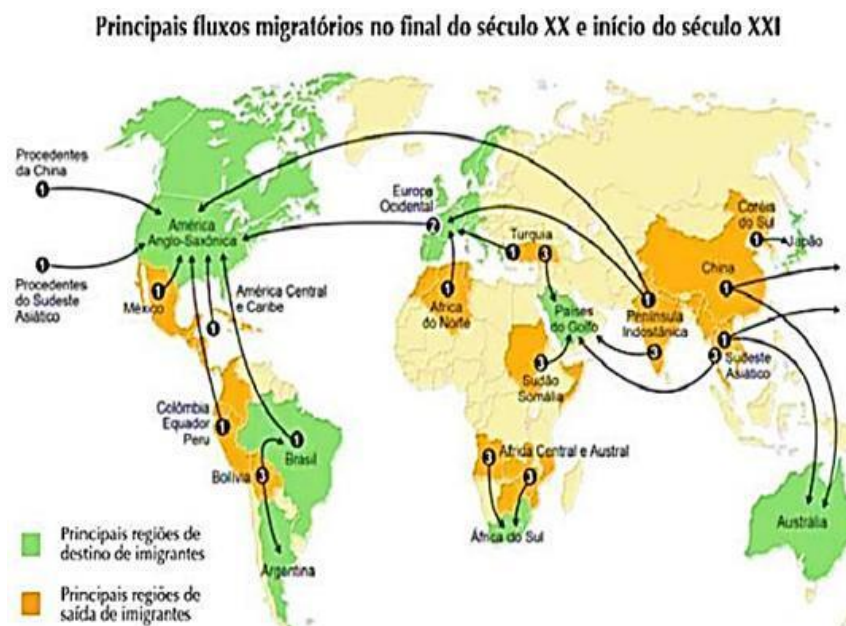 Principais fluxos migratórios no final do século XX e início do século XXI
Procedentes
da China
1
1
Procedentes
do Sudeste
Asiático
América
Anglo-Saxônica
1
México
1
América Central
e Caribe
Colômbia
Equador
Peru
1
1
Brasil
Bolívia
3
Argentina
Europa
Ocidental
2
Turquia
1
3
1
África
do Norte
Países
do Golfo
3
Sudão
Somália
1
Península
Indostânica
3
Coréia
do Sul
1
Japão
China
1
1
3
Sudeste
Asiático
África Central e Austral
3
3
África do Sul
Austrália
Principais regiões de
destino de imigrantes
Principais regiões de
saída de imigrantes